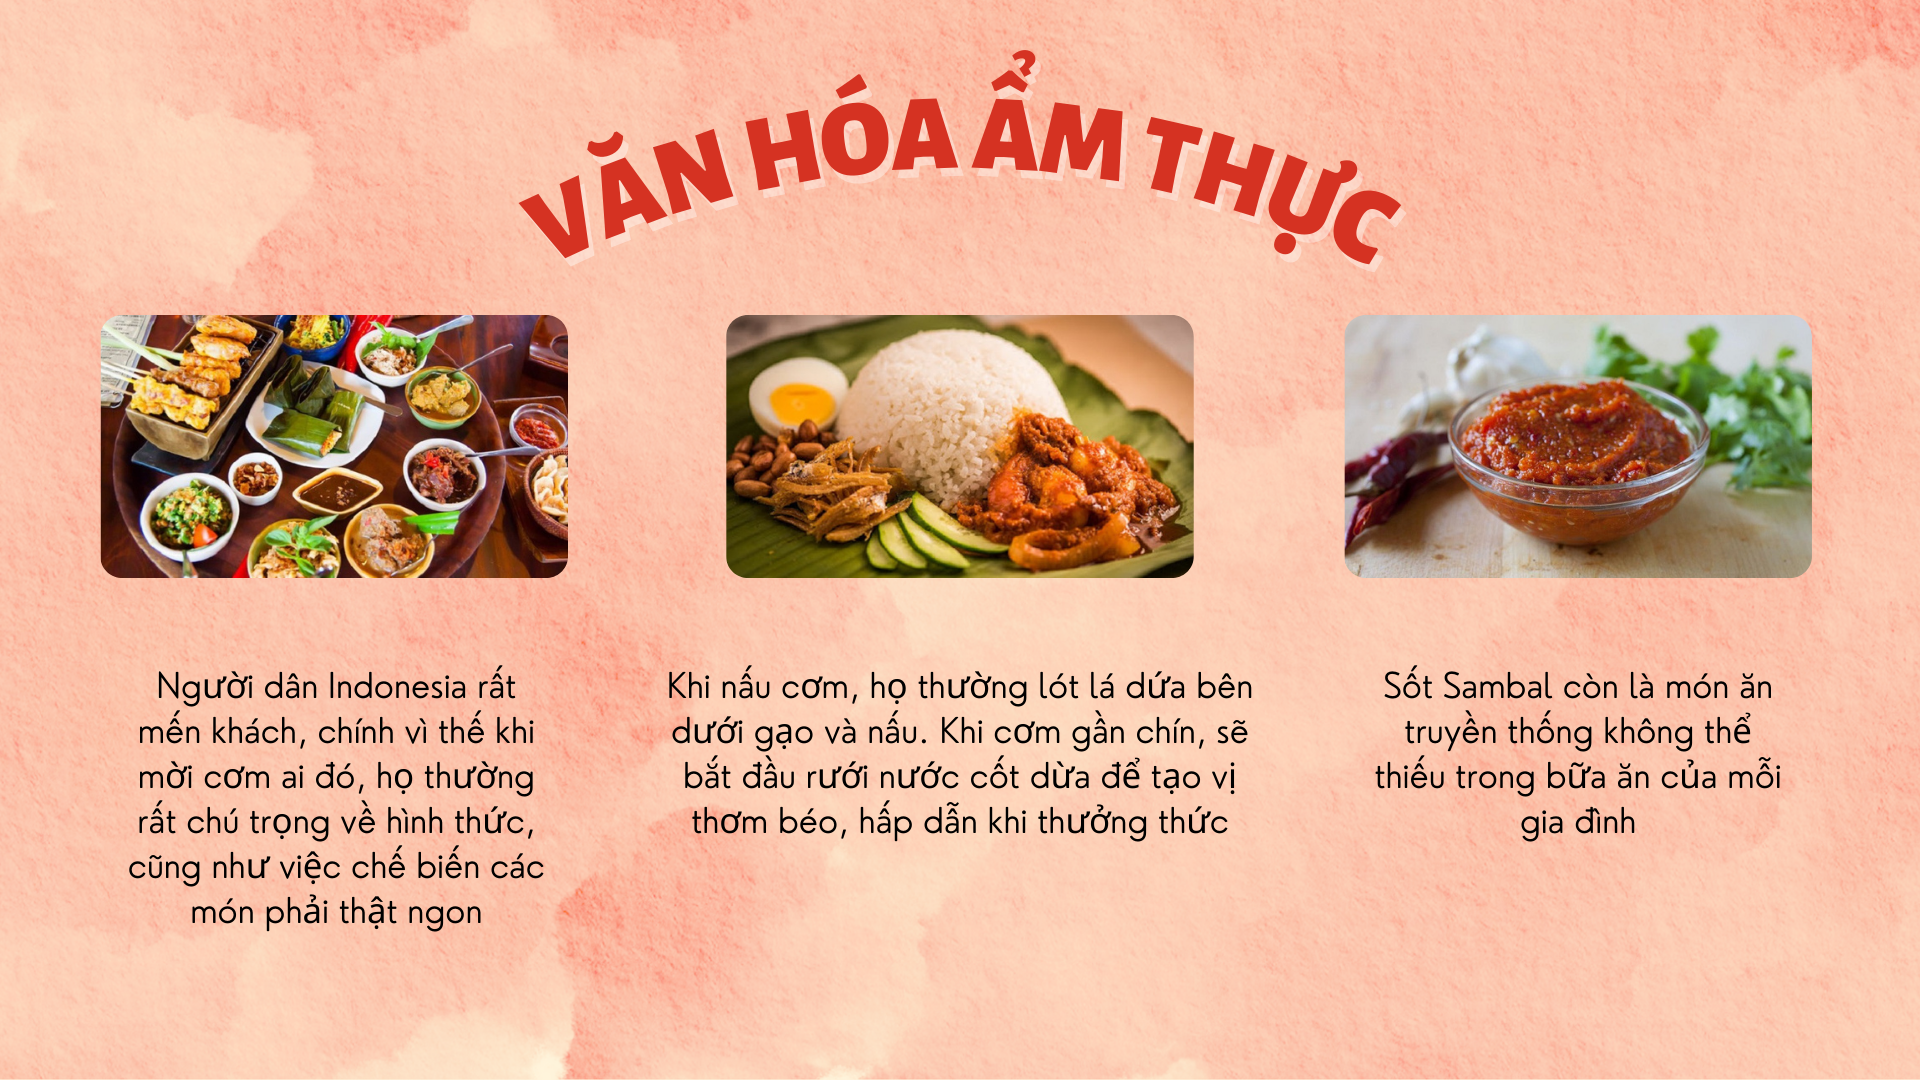 VĂN HÓA ẨM THỰC
Người dân Indonesia rất
mến khách, chính vì thế khi
mời cơm ai đó, họ thường
rất chú trọng về hình thức,
cũng như việc chế biến các
món phải thật ngon
Khi nấu cơm, họ thường lót lá dứa bên
dưới gạo và nấu. Khi cơm gần chín, sẽ
bắt đầu rưới nước cốt dừa để tạo vị
thơm béo, hấp dẫn khi thưởng thức
Sốt Sambal còn là món ăn
truyền thống không thể
thiếu trong bữa ăn của mỗi
gia đình